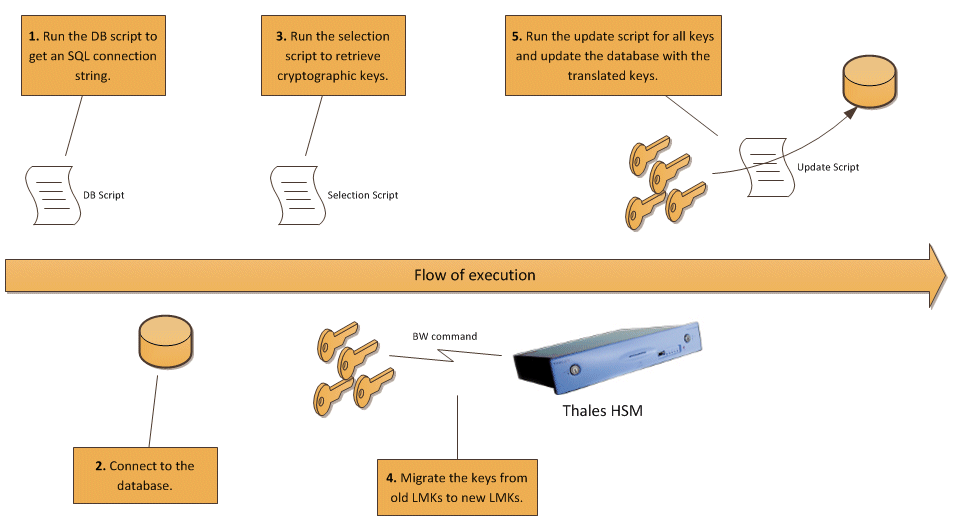 1. Run the DB script to
get an SQL connection
string.
3. Run the selection
script to retrieve
cryptographic keys.
5. Run the update script for all keys
and update the database with the
translated keys.
DB Script
Selection Script
Update Script
Flow of execution
BW command
Thales HSM
2. Connect to the
database.
4. Migrate the keys from
old LMKs to new LMKs.